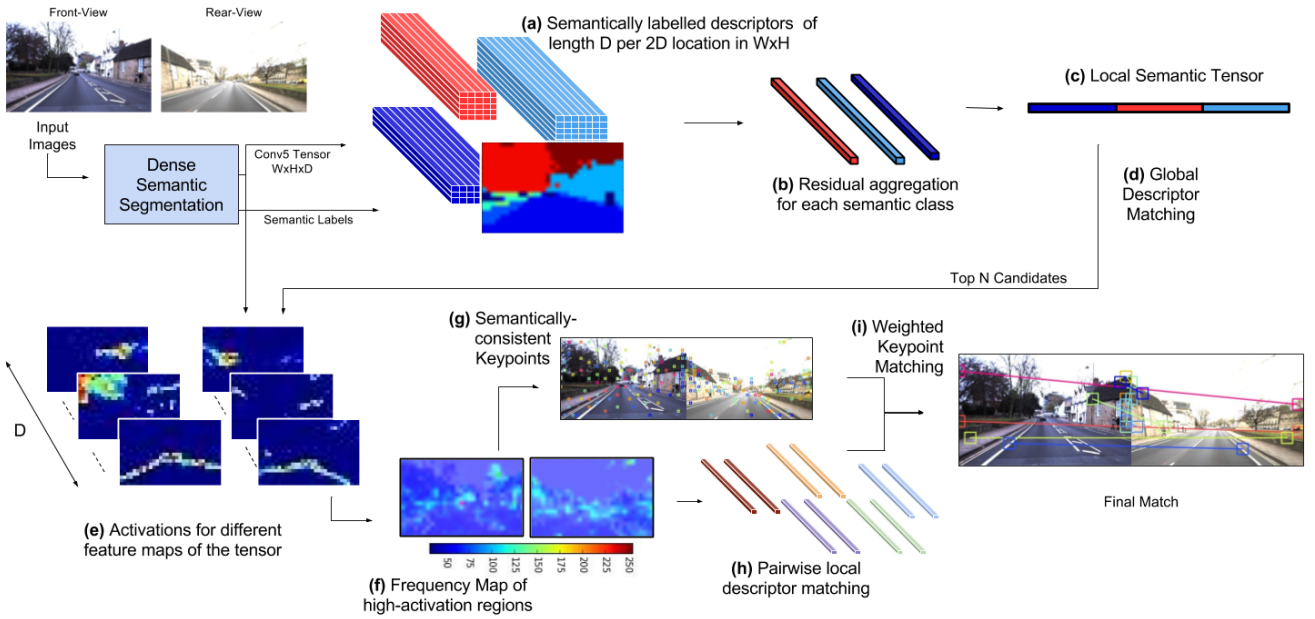 Front-View
Rear-View
(a) Semantically labelled descriptors of
length D per 2D location in WxH
(c) Local Semantic Tensor
Input
Images
Dense
Semantic
Segmentation
Conv5 Tensor
WxHxD
Semantic Labels
(b) Residual aggregation
for each semantic class
(d) Global
Descriptor
Matching
Top N Candidates
(g) Semantically-
consistent
Keypoints
(i) Weighted
Keypoint
Matching
D
Final Match
(e) Activations for different
feature maps of the tensor
50 75 100 125 150 175 200 225 250
(f) Frequency Map of
high-activation regions
(h) Pairwise local
descriptor matching